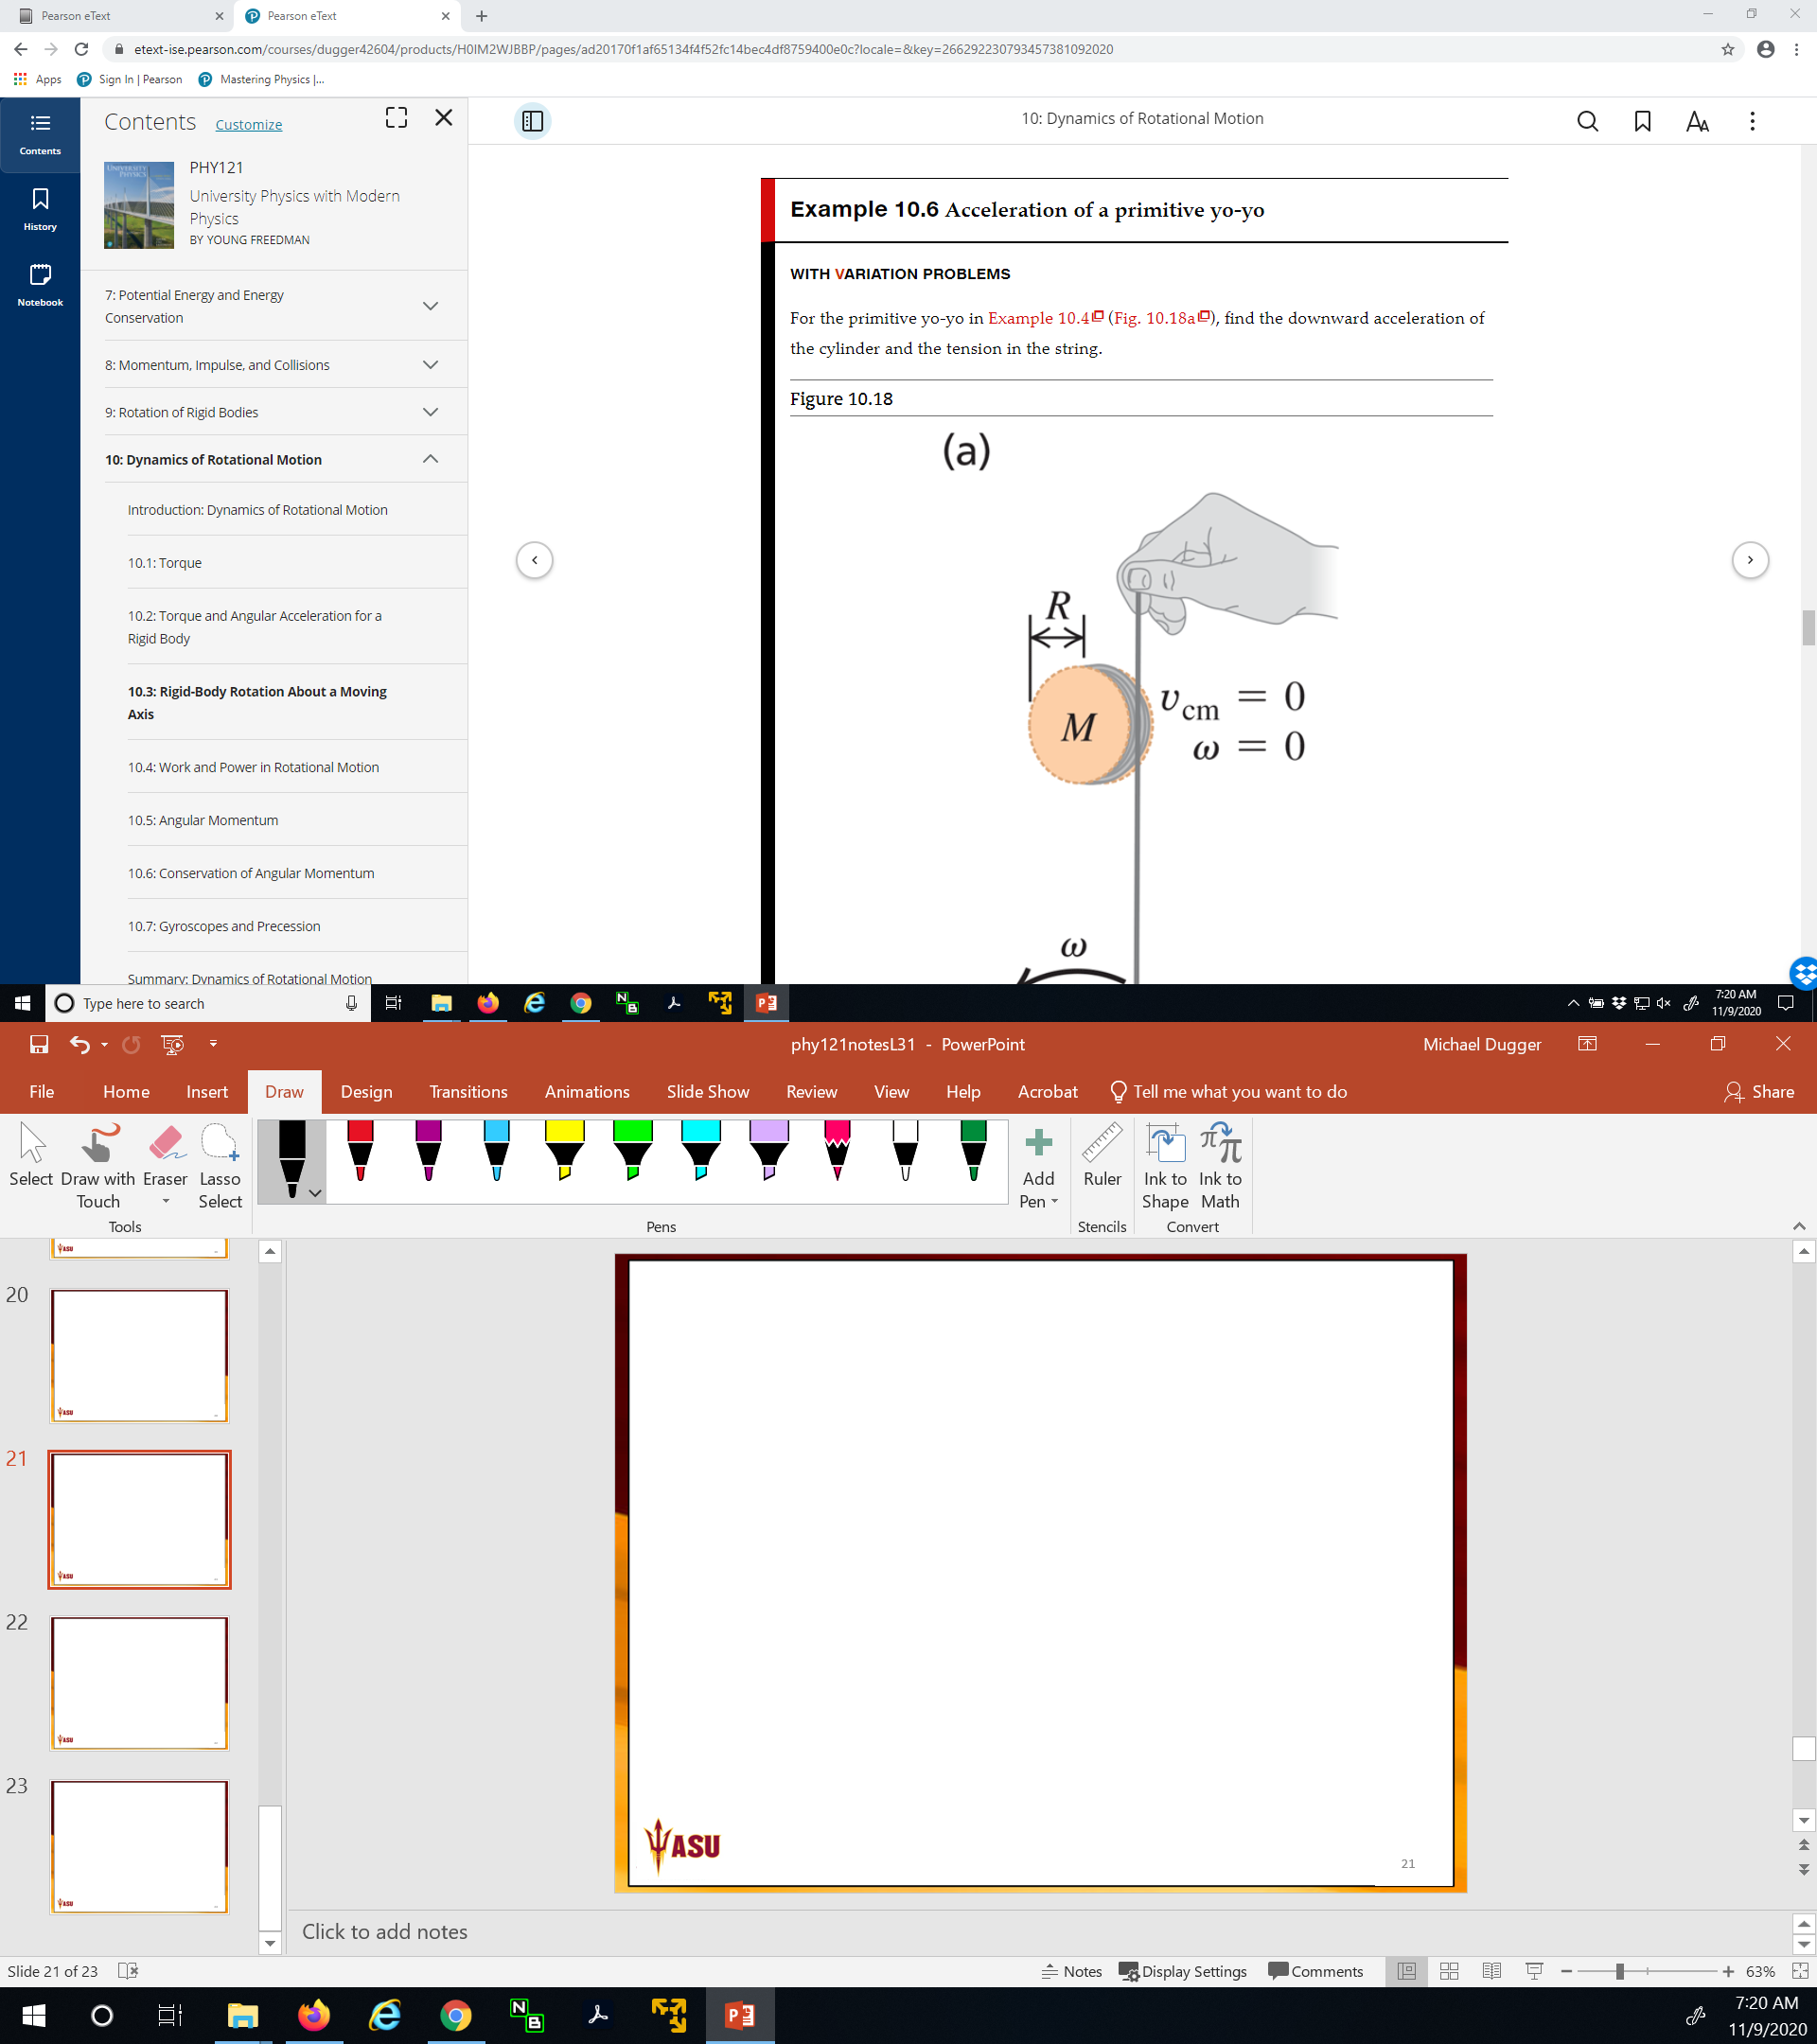 Pearson eText
Pearson eText
etext-ise.pearson.com/courses/dugger42604/products/H0IM2WJBBP/pages/ad20170f1af65134f4f52fc14bec4df8759400e0c?locale=&key=266292230793457381092020
Apps
Sign In | Pearson
Mastering Physics |...
Contents
Customize
10: Dynamics of Rotational Motion
Contents
History
Notebook
UNIVERSITY PHYSICS
PHY121
University Physics with Modern
Physics
BY YOUNG FREEDMAN
7: Potential Energy and Energy
Conservation
8: Momentum, Impulse, and Collisions
9: Rotation of Rigid Bodies
10: Dynamics of Rotational Motion
Introduction: Dynamics of Rotational Motion
10.1: Torque
10.2: Torque and Angular Acceleration for a
Rigid Body
10.3: Rigid-Body Rotation About a Moving
Axis
10.4: Work and Power in Rotational Motion
10.5: Angular Momentum
10.6: Conservation of Angular Momentum
10.7: Gyroscopes and Precession
Summary: Dynamics of Rotational Motion
Example 10.6 Acceleration of a primitive yo-yo
WITH VARIATION PROBLEMS
For the primitive yo-yo in Example 10.4 (Fig. 10.18a), find the downward acceleration of
the cylinder and the tension in the string.
Figure 10.18
(a)
R
M
v cm = 0
ω = 0
ω
Type here to search
7:20 AM
11/9/2020
phy121notesL31 - PowerPoint
Michael Dugger
File Home Insert Draw Design Transitions Animations Slide Show Review View Help Acrobat Tell me what you want to do Share
Select
Draw with
Touch
Eraser
Lasso
Select
Tools
Pens
Add
Pen
Ruler
Stencils
Ink to
Shape
Ink to
Math
Convert
ASU
20
ASU
21
ASU
22
ASU
23
ASU
ASU
21
Click to add notes
Slide 21 of 23
Notes
Display Settings
Comments
63%
7:20 AM
11/9/2020